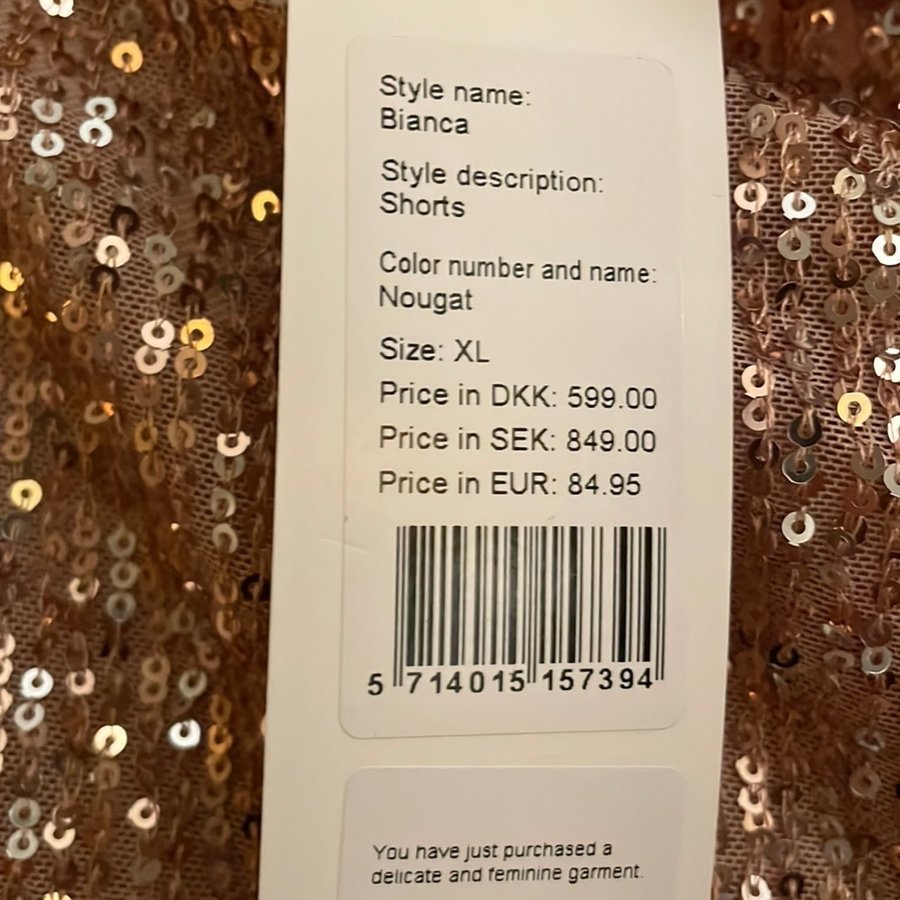 Style name:
Bianca
Style description:
Shorts
Color number and name:
Nougat
Size: XL
Price in DKK: 599.00
Price in SEK: 849.00
Price in EUR: 84.95
5 714015 157394
You have just purchased a
delicate and feminine garment.